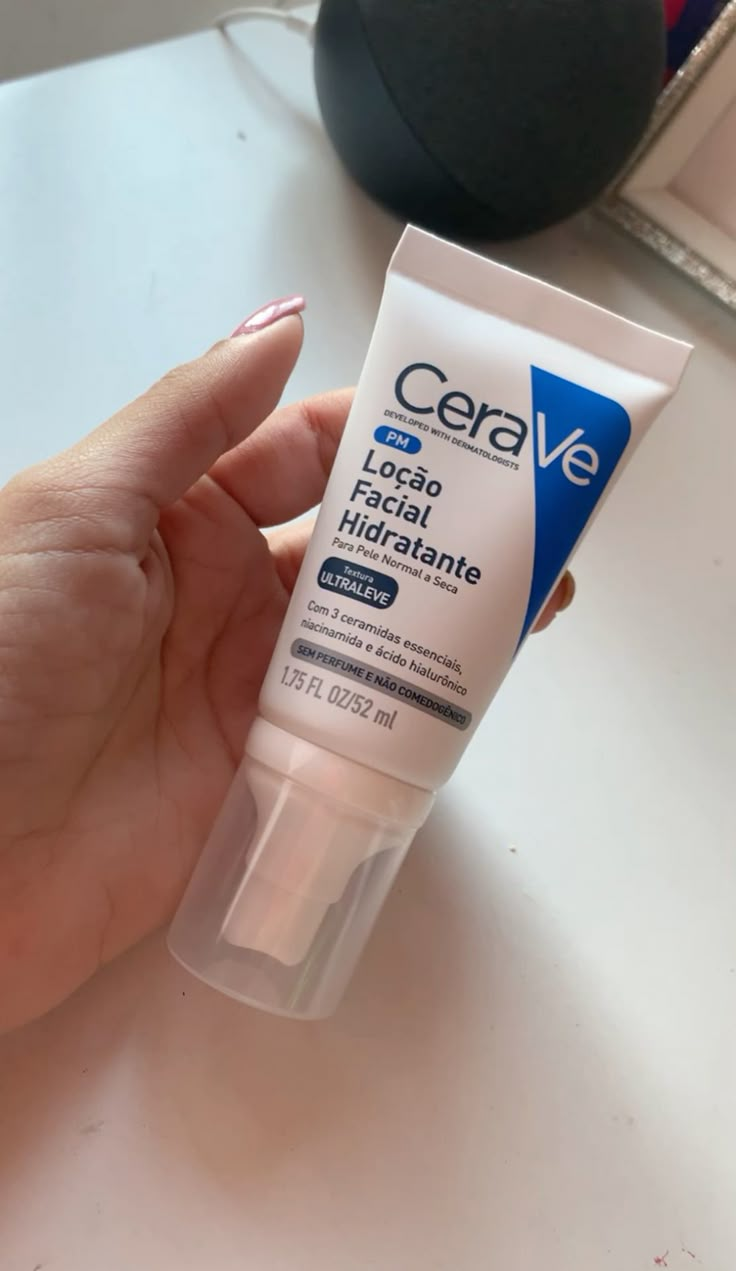 CeraVe
DEVELOPED WITH DERMATOLOGISTS
PM
Loção
Facial
Hidratante
Para Pele Normal a Seca
Textura
ULTRALEVE
Com 3 ceramidas essenciais,
niacinamida e ácido hialurônico
SEM PERFUME E NÃO COMEDOGÊNICO
1.75 FL OZ/52 ml